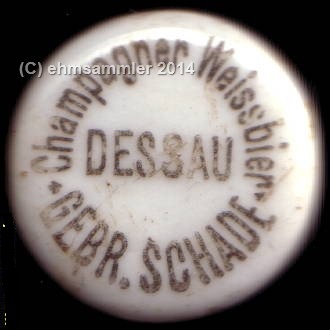 (C) ehmsammler 2014
Champagner Weissbier
DESSAU
GEBR. SCHADE